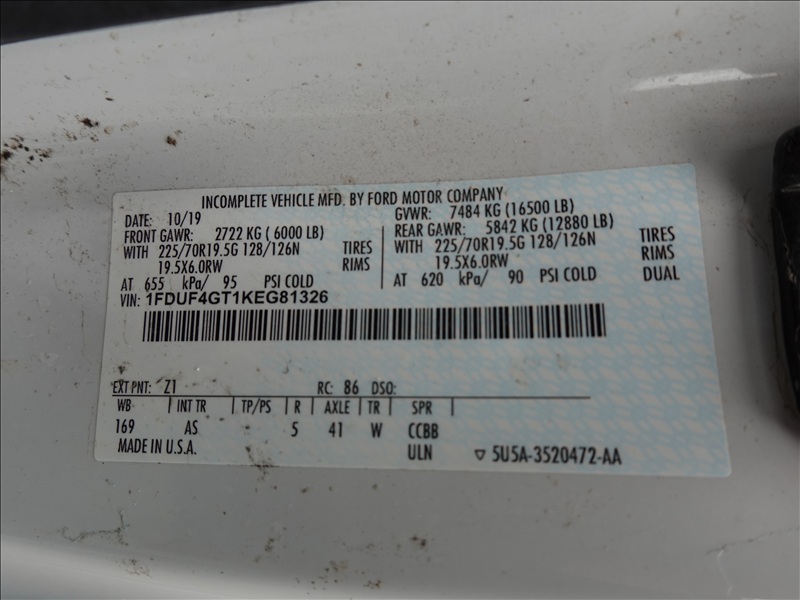 INCOMPLETE VEHICLE MFD. BY FORD MOTOR COMPANY
DATE: 10/19 GVWR: 7484 KG (16500 LB)
FRONT GAWR: 2722 KG ( 6000 LB) REAR GAWR: 5842 KG (12880 LB)
WITH 225/70R19.5G 128/126N TIRES WITH 225/70R19.5G 128/126N TIRES
19.5X6.0RW RIMS 19.5X6.0RW RIMS
AT 655 kPa/ 95 PSI COLD AT 620 kPa/ 90 PSI COLD DUAL
VIN: 1FDUF4GT1KEG81326
EXT PNT: Z1 RC: 86 DSO:
WB INT TR TP/PS R AXLE TR SPR
169 AS 5 41 W CCBB
MADE IN U.S.A. ULN ▽ 5U5A-3520472-AA